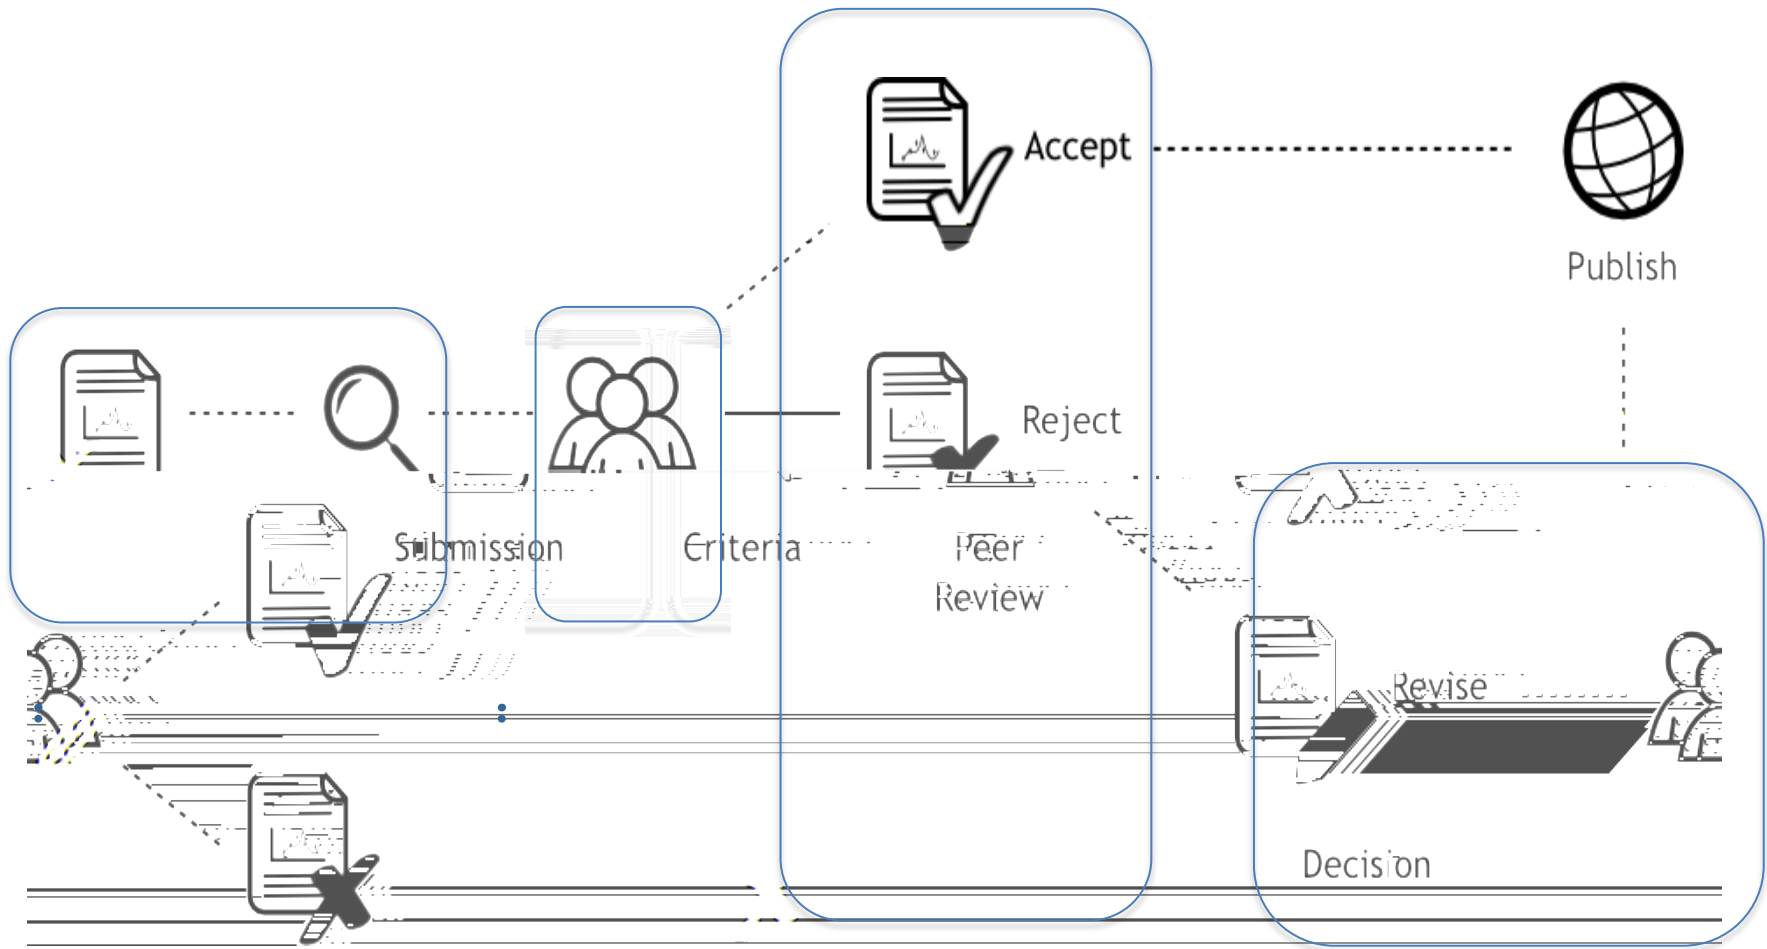 Accept
Publish
Reject
Submission
Criteria
Peer
Review
Revise
Decision